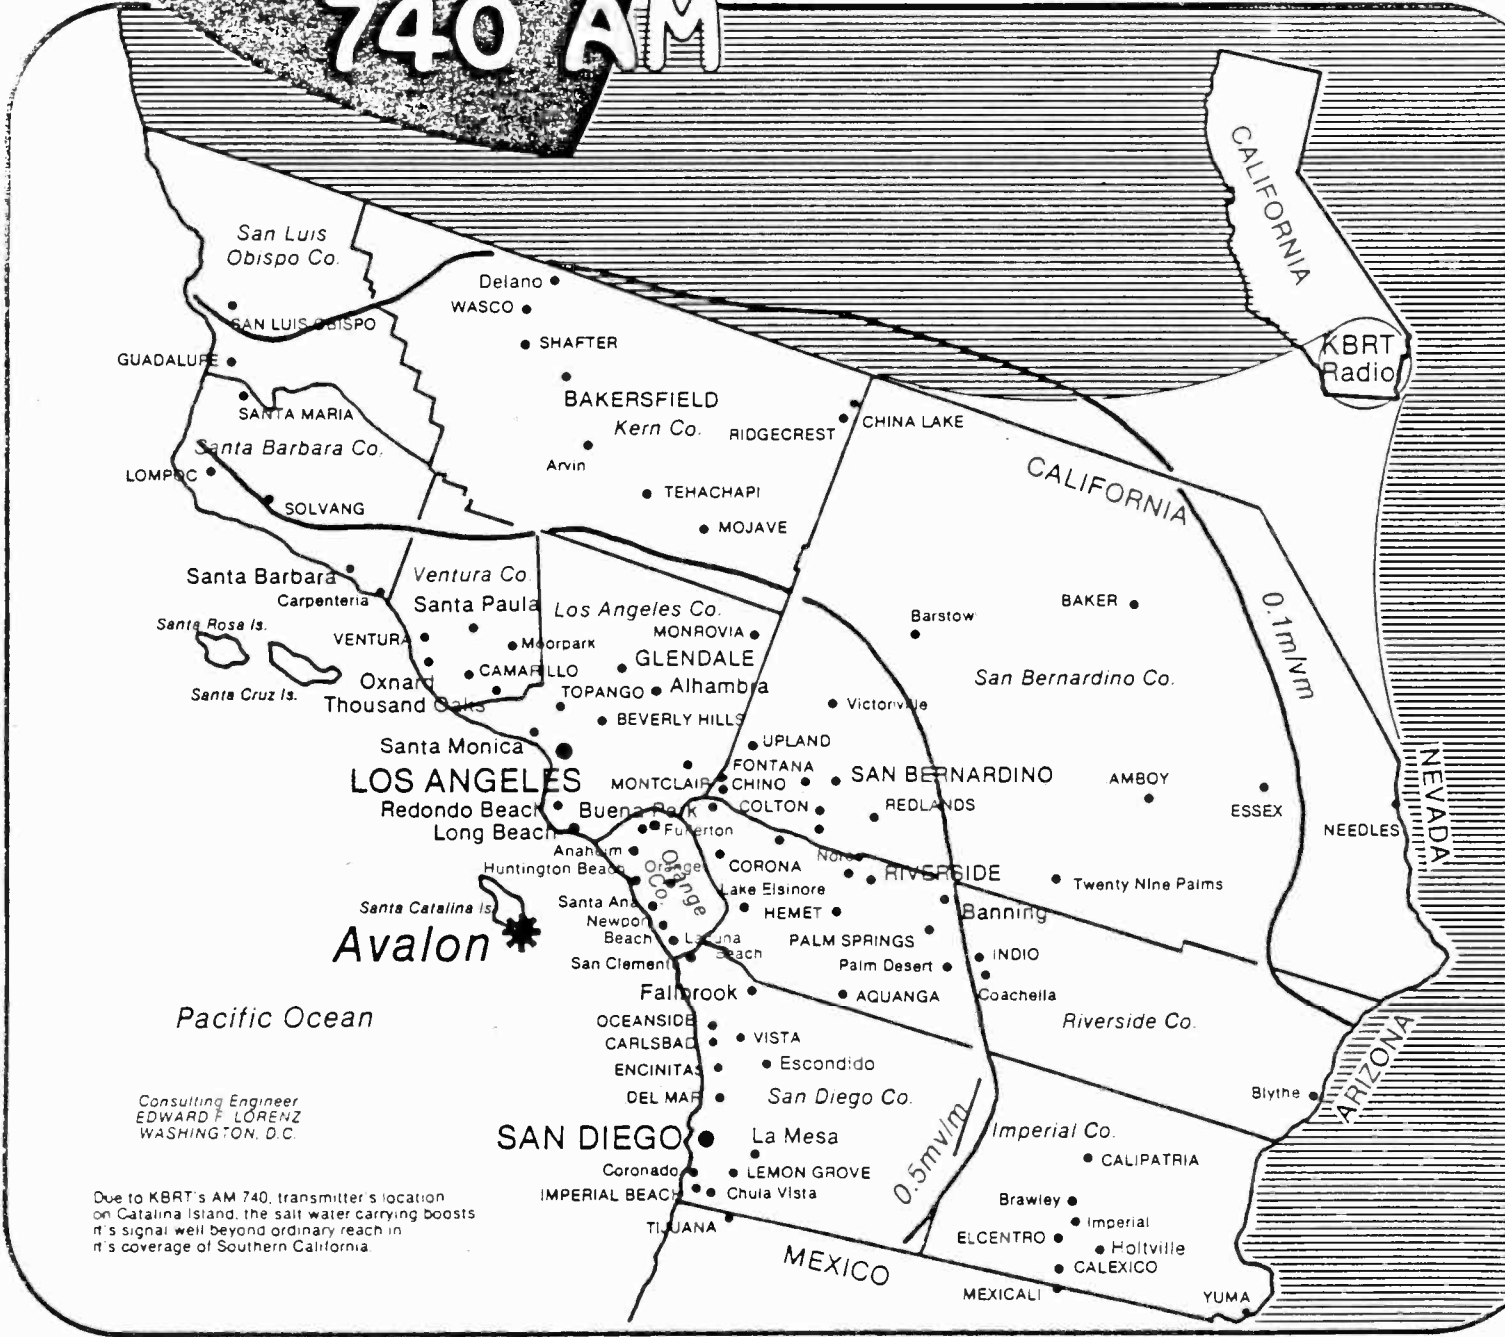 740 AM
CALIFORNIA
KBRT
Radio
San Luis
Obispo Co.
SAN LUIS OBISPO
GUADALUPE
SANTA MARIA
Santa Barbara Co.
LOMPOC
SOLVANG
Delano
WASCO
SHAFTER
BAKERSFIELD
Kern Co.
RIDGECREST
CHINA LAKE
Arvin
TEHACHAPI
MOJAVE
CALIFORNIA
Santa Barbara
Carpenteria
Ventura Co.
Santa Paula
Los Angeles Co.
Santa Rosa Is.
VENTURA
Moorpark
MONROVIA
GLENDALE
CAMARILLO
Santa Cruz Is.
Oxnard
Thousand Oaks
TOPANGO
Alhambra
BEVERLY HILLS
Barstow
BAKER
0.1m/vm
San Bernardino Co.
Victorville
Santa Monica
UPLAND
LOS ANGELES
FONTANA
MONTCLAIR
CHINO
SAN BERNARDINO
AMBOY
NEVADA
Redondo Beach
Buena Park
COLTON
REDLANDS
ESSEX
Long Beach
Fullerton
NEEDLES
Anaheim
Huntington Beach
Orange
Orange
Co.
CORONA
Norco
RIVERSIDE
Lake Elsinore
Twenty NIne Palms
Santa Catalina Is.
Santa Ana
HEMET
Banning
Newport
Beach
Avalon
Laguna
Beach
PALM SPRINGS
INDIO
San Clement
Palm Desert
Fallbrook
AQUANGA
Coachella
Pacific Ocean
OCEANSIDE
Riverside Co.
CARLSBAD
VISTA
ENCINITAS
Escondido
DEL MAR
San Diego Co.
Blythe
ARIZONA
Consulting Engineer
EDWARD F. LORENZ
WASHINGTON, D.C.
SAN DIEGO
La Mesa
0.5mv/m
Imperial Co.
CALIPATRIA
Coronado
LEMON GROVE
IMPERIAL BEACH
Chula Vista
Brawley
Imperial
TIJUANA
ELCENTRO
Holtville
MEXICO
CALEXICO
MEXICALI
YUMA
Due to KBRT's AM 740, transmitter's location
on Catalina Island, the salt water carrying boosts
it's signal well beyond ordinary reach in
it's coverage of Southern California.